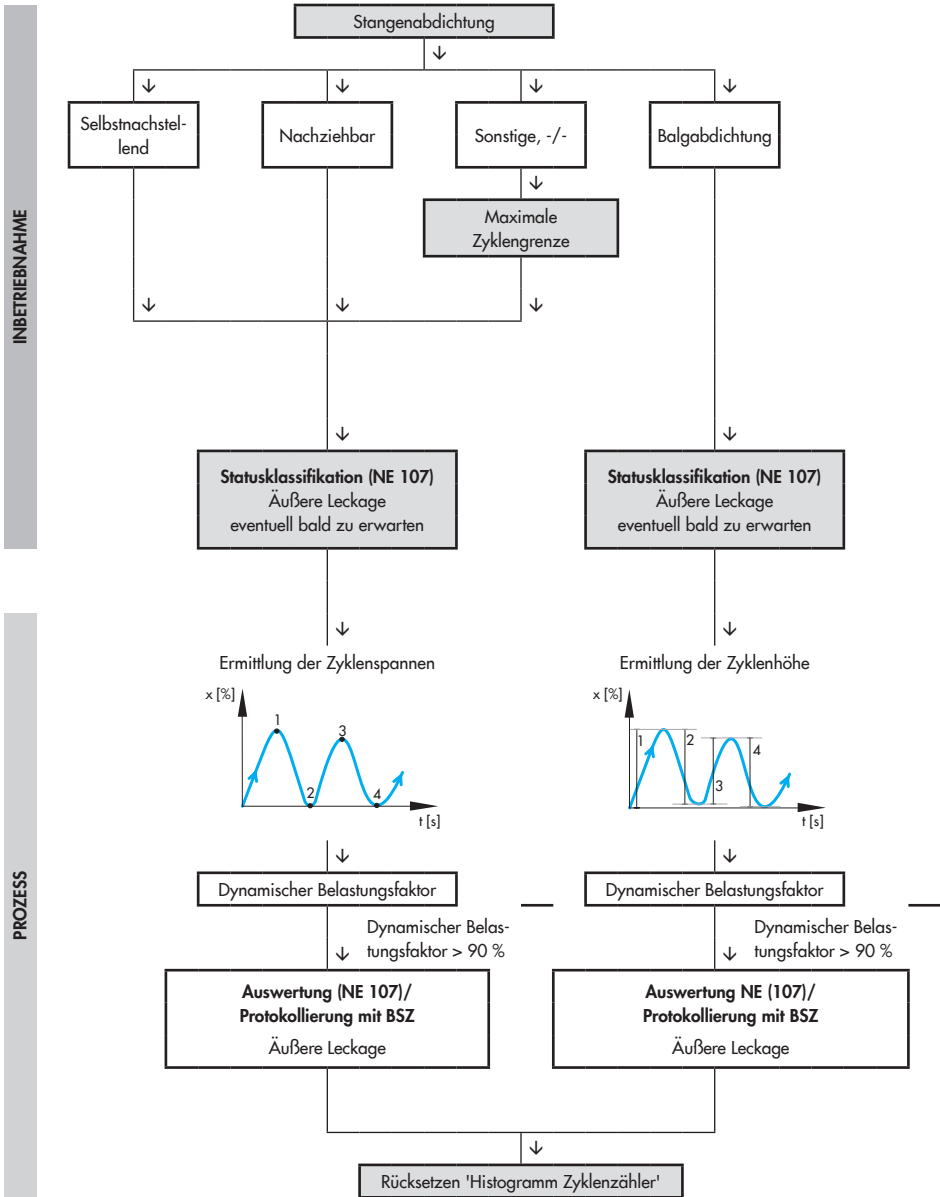 INBETRIEBNAHME
Stangenabdichtung
Selbstnachstel-
lend
Nachziehbar
Sonstige, -/-
Balgabdichtung
Maximale
Zyklengrenze
Statusklassifikation (NE 107)
Äußere Leckage
eventuell bald zu erwarten
Statusklassifikation (NE 107)
Äußere Leckage
eventuell bald zu erwarten
PROZESS
Ermittlung der Zyklenspannen
x [%]
1
2
3
4
t [s]
Ermittlung der Zyklenhöhe
x [%]
1
2
3
4
t [s]
Dynamischer Belastungsfaktor
Dynamischer Belastungsfaktor
Dynamischer Belas-
tungsfaktor > 90 %
Dynamischer Belas-
tungsfaktor > 90 %
Auswertung (NE 107)/
Protokollierung mit BSZ
Äußere Leckage
Auswertung NE (107)/
Protokollierung mit BSZ
Äußere Leckage
Rücksetzen 'Histogramm Zyklenzähler'